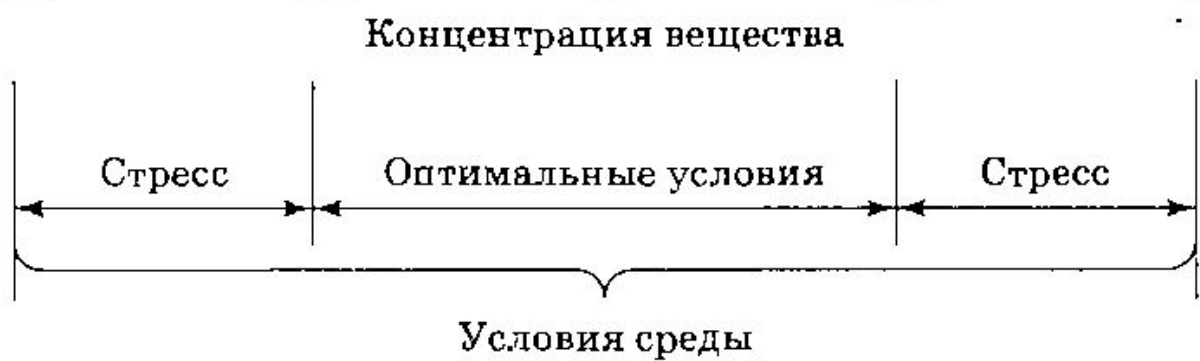 Концентрация вещества
Стресс Оптимальные условия Стресс
Условия среды